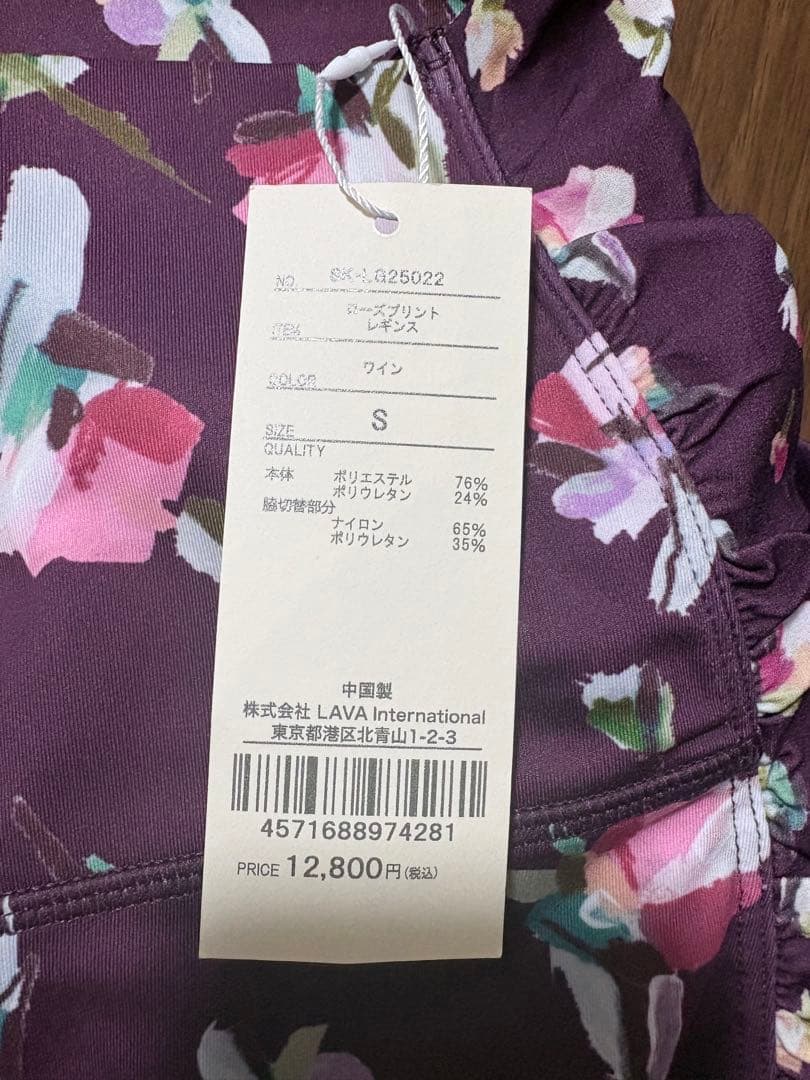 NO. SK-LG25022
ローズプリント
ITEM レギンス
COLOR ワイン
SIZE S
QUALITY
本体 ポリエステル 76%
ポリウレタン 24%
脇切替部分
ナイロン 65%
ポリウレタン 35%
中国製
株式会社 LAVA International
東京都港区北青山1-2-3
4571688974281
PRICE 12,800円(税込)